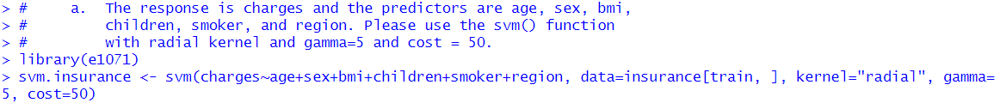 > #     a.  The response is charges and the predictors are age, sex, bmi,
> #         children, smoker, and region. Please use the svm() function
> #         with radial kernel and gamma=5 and cost = 50.
> library(e1071)
> svm.insurance <- svm(charges~age+sex+bmi+children+smoker+region, data=insurance[train, ], kernel="radial", gamma=
5, cost=50)